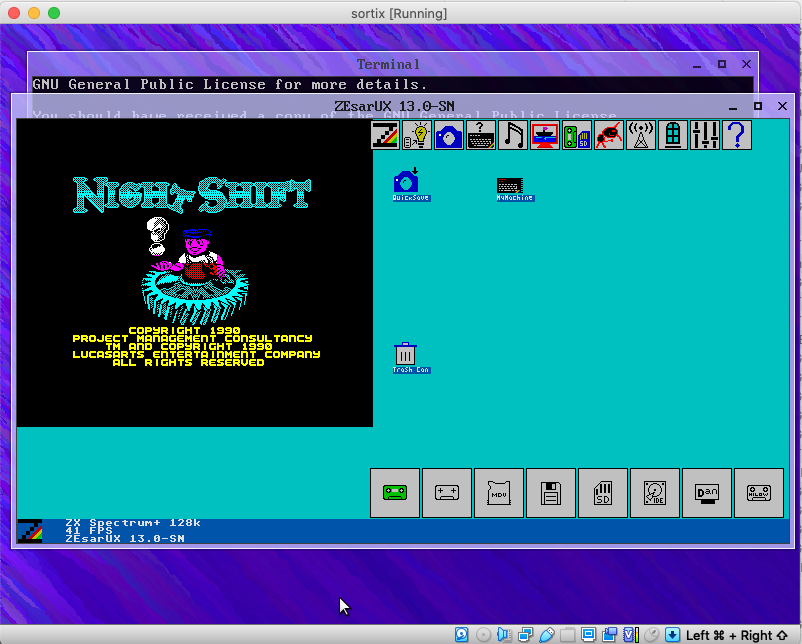 sortix [Running]
Terminal
GNU General Public License for more details.
You should have received a copy of the GNU General Public License
ZEsarUX 13.0-SN
NIGHT SHIFT
COPYRIGHT 1990
PROJECT MANAGEMENT CONSULTANCY
TM AND COPYRIGHT 1990
LUCASARTS ENTERTAINMENT COMPANY
ALL RIGHTS RESERVED
?
SD
?
QuickSave
MyMachine
Trash Can
MDV
SD
IDE
Dan
HILOW
ZX Spectrum+ 128k
41 FPS
ZEsarUX 13.0-SN
Left ⌘ + Right ⇧